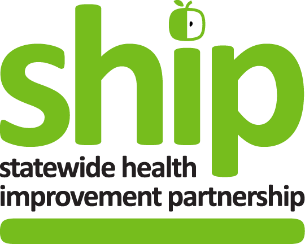 ship
statewide health
improvement partnership